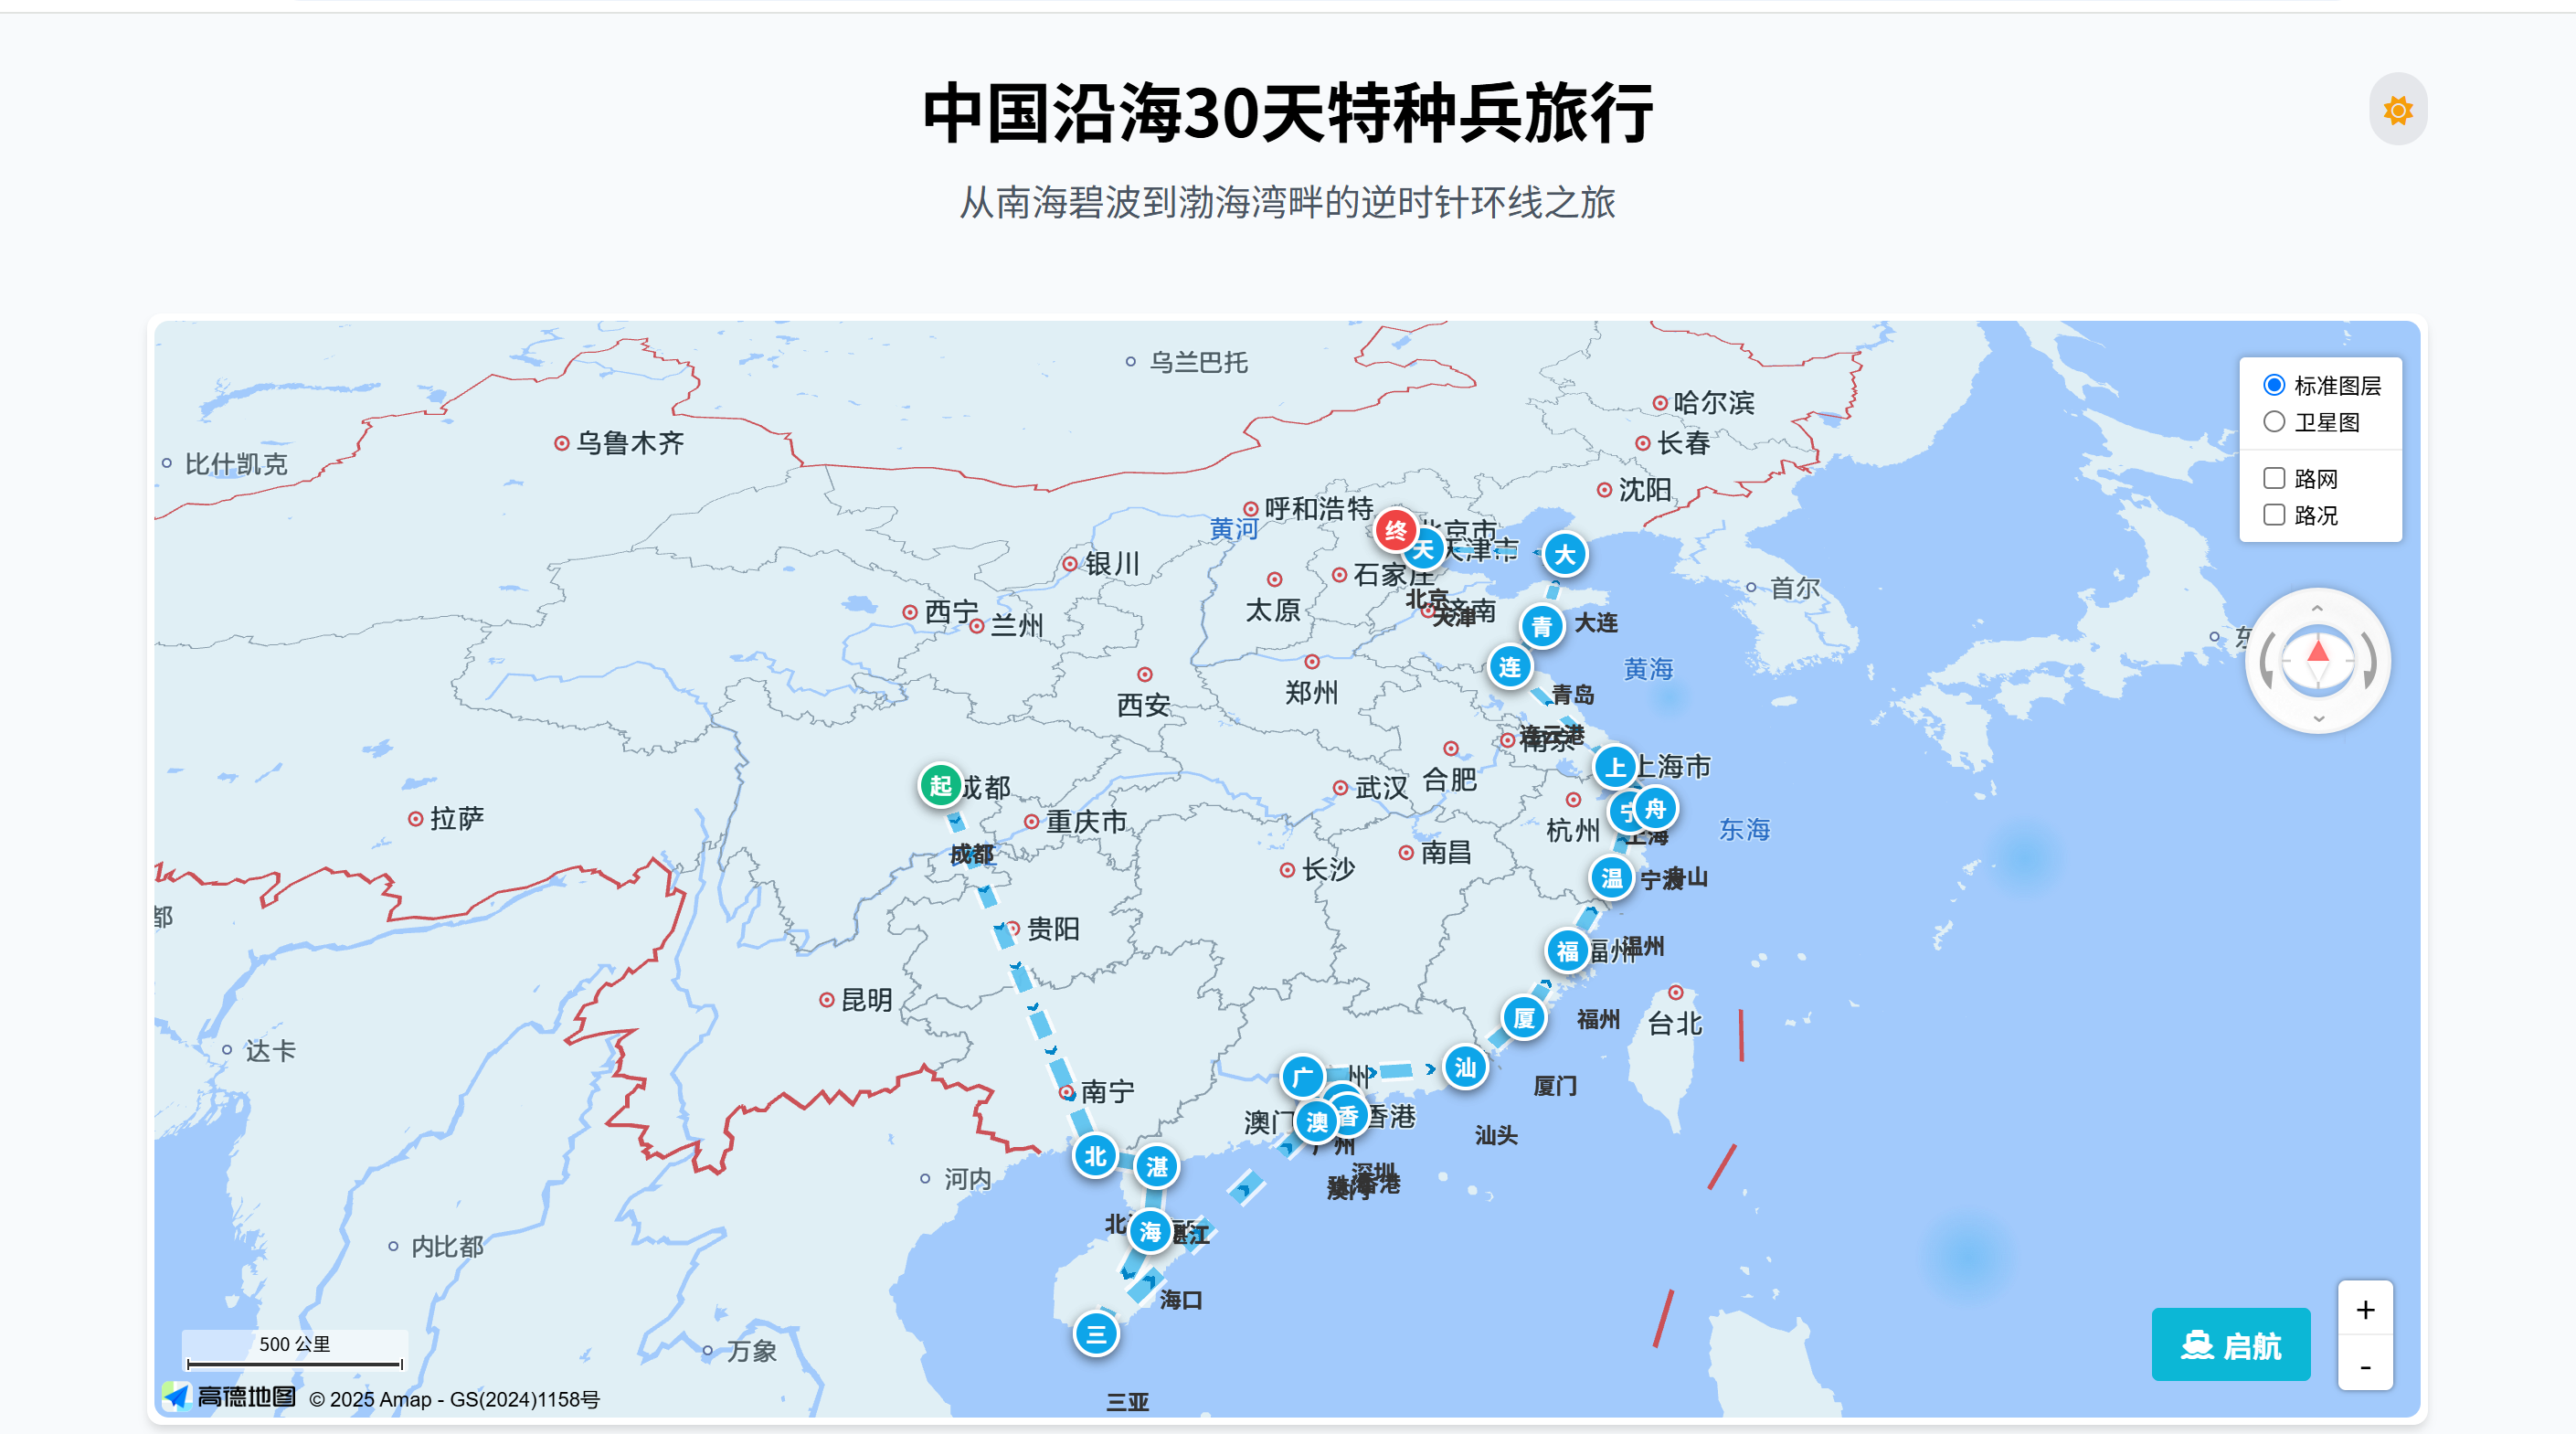 中国沿海30天特种兵旅行
从南海碧波到渤海湾畔的逆时针环线之旅
乌兰巴托
标准图层
哈尔滨
卫星图
乌鲁木齐
长春
比什凯克
路网
沈阳
呼和浩特
路况
黄河
终
北京市
天
天津市
大
银川
石家庄
首尔
北京
太原
西宁
济南
天津
大连
兰州
青
东
连
黄海
郑州
青岛
西安
连云港
南京
上
上海市
合肥
起
成都
武汉
宁
舟
拉萨
重庆市
杭州
东海
上海
成都
南昌
长沙
温
宁波
舟山
都
贵阳
福
福州
温州
昆明
厦
福州
台北
达卡
汕
广
州
厦门
南宁
香
香港
澳门
澳
汕头
广州
北
湛
深圳
河内
珠海
香港
澳门
北
海
湛江
内比都
海口
三
启航
+
-
500 公里
万象
高德地图
© 2025 Amap - GS(2024)1158号
三亚